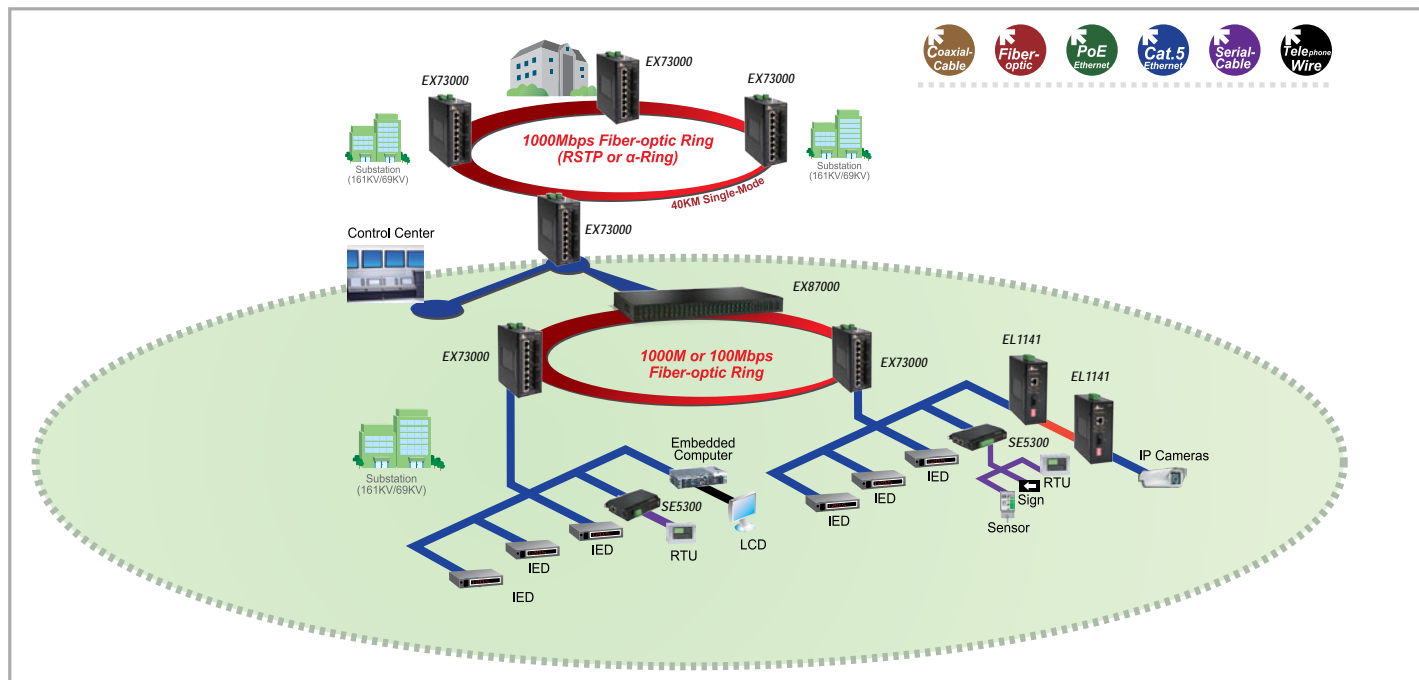 Coaxial-
Cable
Fiber-
optic
PoE
Ethernet
Cat.5
Ethernet
Serial-
Cable
Telephone
Wire
EX73000
EX73000
EX73000
1000Mbps Fiber-optic Ring
(RSTP or α-Ring)
Substation
(161KV/69KV)
Substation
(161KV/69KV)
40KM Single-Mode
EX73000
Control Center
EX87000
EX73000
1000M or 100Mbps
Fiber-optic Ring
EX73000
EL1141
EL1141
SE5300
IP Cameras
RTU
Sign
Sensor
IED
IED
IED
Substation
(161KV/69KV)
Embedded
Computer
SE5300
LCD
RTU
IED
IED
IED